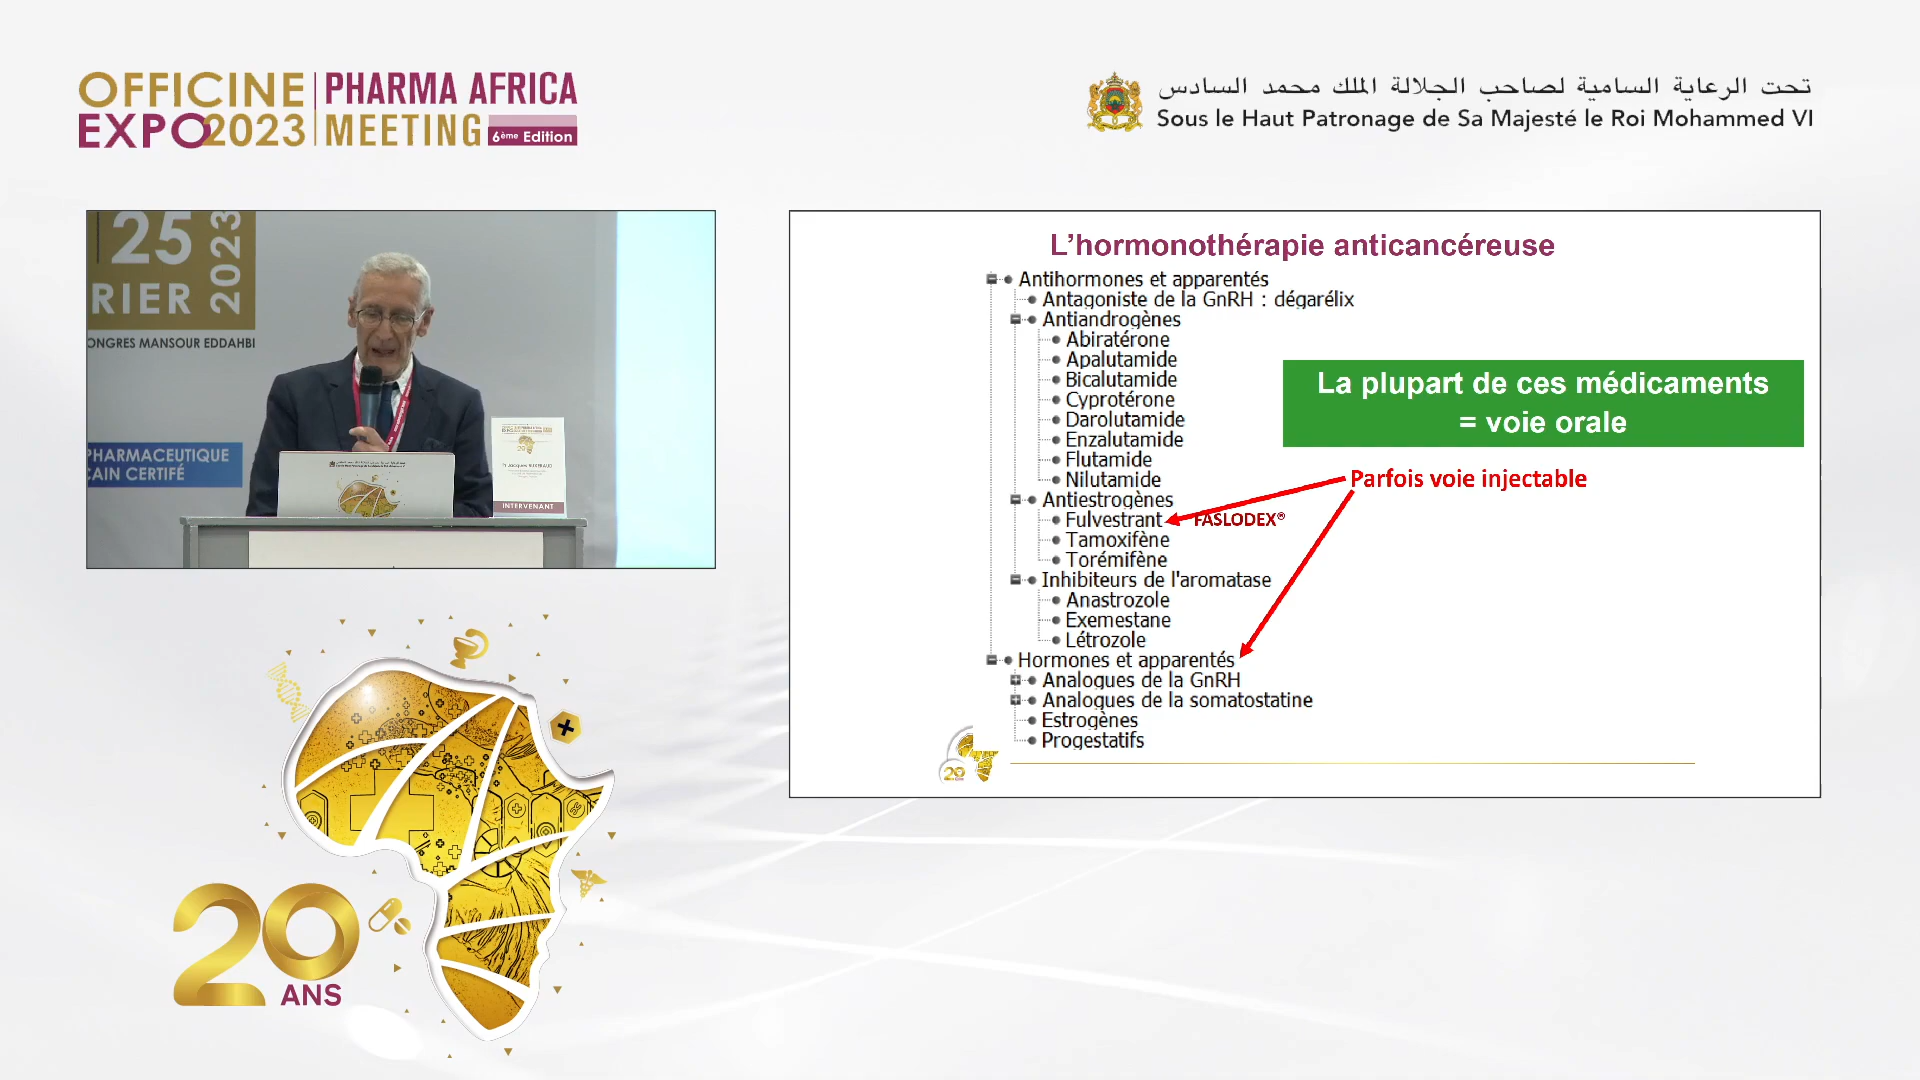 OFFICINE
EXPO2023
PHARMA AFRICA
MEETING
6ème Edition
تحت الرعاية السامية لصاحب الجلالة الملك محمد السادس
Sous le Haut Patronage de Sa Majesté le Roi Mohammed VI
25
RIER
2023
ONGRES MANSOUR EDDAHBI
PHARMACEUTIQUE
CAIN CERTIFÉ
INTERVENANT
L'hormonothérapie anticancéreuse
Antihormones et apparentés
Antagoniste de la GnRH : dégarélix
Antiandrogènes
Abiratérone
Apalutamide
Bicalutamide
Cyprotérone
Darolutamide
Enzalutamide
Flutamide
Nilutamide
Antiestrogènes
Fulvestrant
FASLODEX®
Tamoxifène
Torémifène
Inhibiteurs de l'aromatase
Anastrozole
Exemestane
Létrozole
Hormones et apparentés
Analogues de la GnRH
Analogues de la somatostatine
Estrogènes
Progestatifs
La plupart de ces médicaments
= voie orale
Parfois voie injectable
20
20
ANS